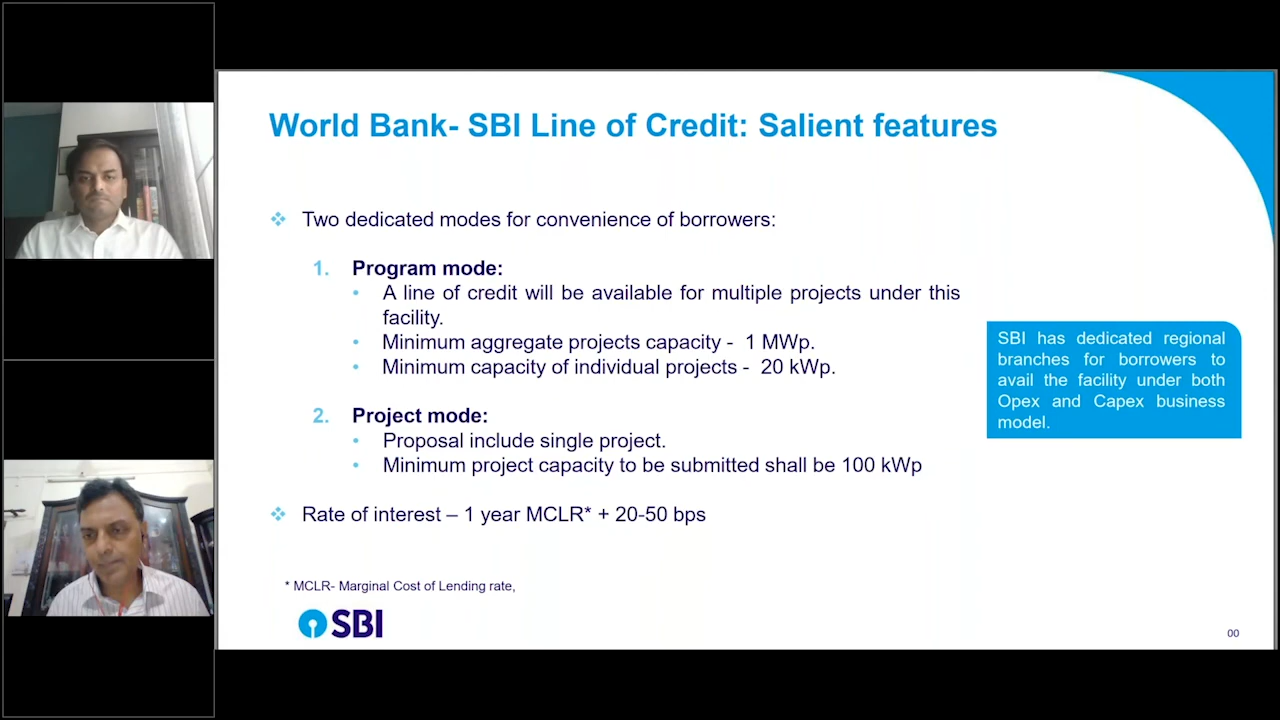 World Bank- SBI Line of Credit: Salient features
❖ Two dedicated modes for convenience of borrowers:
1. Program mode:
• A line of credit will be available for multiple projects under this
facility.
• Minimum aggregate projects capacity - 1 MWp.
• Minimum capacity of individual projects - 20 kWp.
2. Project mode:
• Proposal include single project.
• Minimum project capacity to be submitted shall be 100 kWp
❖ Rate of interest – 1 year MCLR* + 20-50 bps
SBI has dedicated regional
branches for borrowers to
avail the facility under both
Opex and Capex business
model.
* MCLR- Marginal Cost of Lending rate,
SBI
00